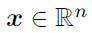 𝒙 ∈ ℝⁿ